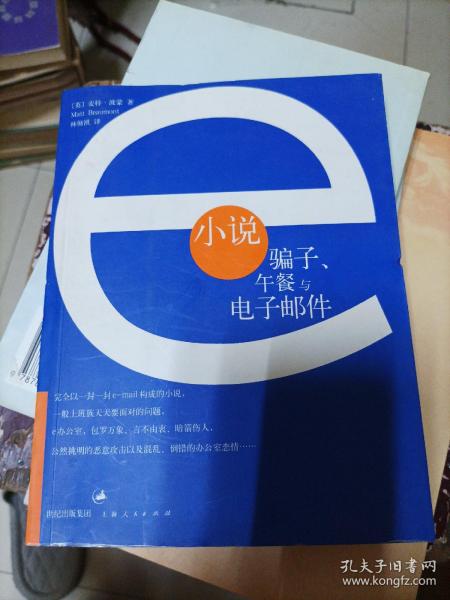 〔英〕麦特·波蒙 著
Matt Beaumont
林俐淇 译
e
小说
骗子、
午餐与
电子邮件
完全以一封一封e-mail构成的小说，
一般上班族天天要面对的问题，
e办公室，包罗万象、言不由衷、暗箭伤人，
公然挑明的恶意攻击以及混乱、倒错的办公室恋情……
世纪出版集团 上海人民出版社
孔夫子旧书网
www.kongfz.com